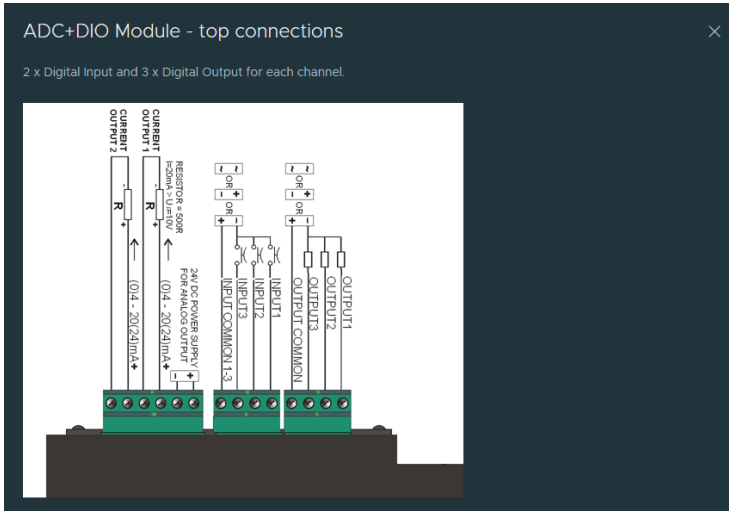 ADC+DIO Module - top connections
2 x Digital Input and 3 x Digital Output for each channel.
CURRENT
OUTPUT 2
CURRENT
OUTPUT 1
RESISTOR = 500R
I=20mA > U =10V
- R +
- R +
(0)4 - 20(24)mA+
(0)4 - 20(24)mA+
24V DC POWER SUPPLY
FOR ANALOG OUTPUT
- +
~ ~
OR
- +
OR
+ -
INPUT COMMON 1-3
INPUT3
INPUT2
INPUT1
~ ~
OR
- +
OR
+ -
OUTPUT COMMON
OUTPUT3
OUTPUT2
OUTPUT1